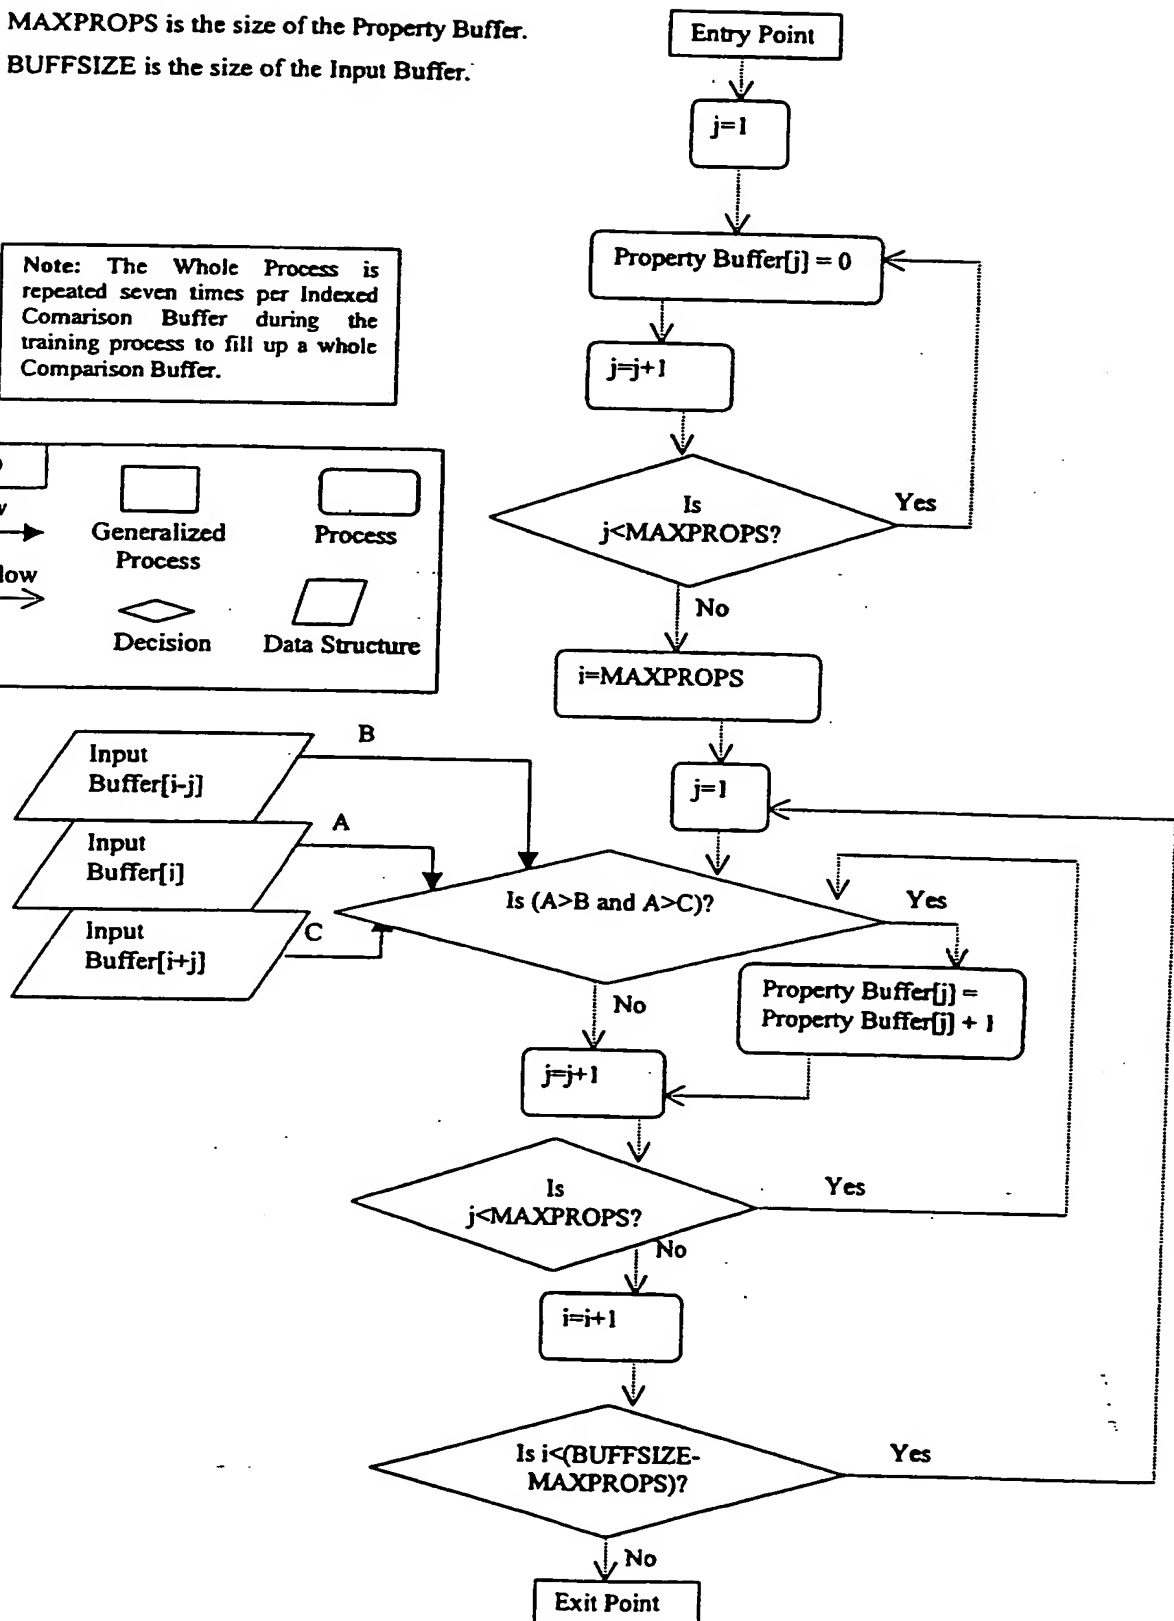 MAXPROPS is the size of the Property Buffer.
BUFFSIZE is the size of the Input Buffer.
Entry Point
j=1
Property Buffer[j] = 0
Note: The Whole Process is
repeated seven times per Indexed
Comarison Buffer during the
training process to fill up a whole
Comparison Buffer.
j=j+1
Is
j<MAXPROPS?
Yes
No
Generalized
Process
Process
Decision
Data Structure
i=MAXPROPS
j=1
Input
Buffer[i-j]
B
Input
Buffer[i]
A
Input
Buffer[i+j]
C
Is (A>B and A>C)?
Yes
No
Property Buffer[j] =
Property Buffer[j] + 1
j=j+1
Is
j<MAXPROPS?
Yes
No
i=i+1
Is i<(BUFFSIZE-
MAXPROPS)?
Yes
No
Exit Point